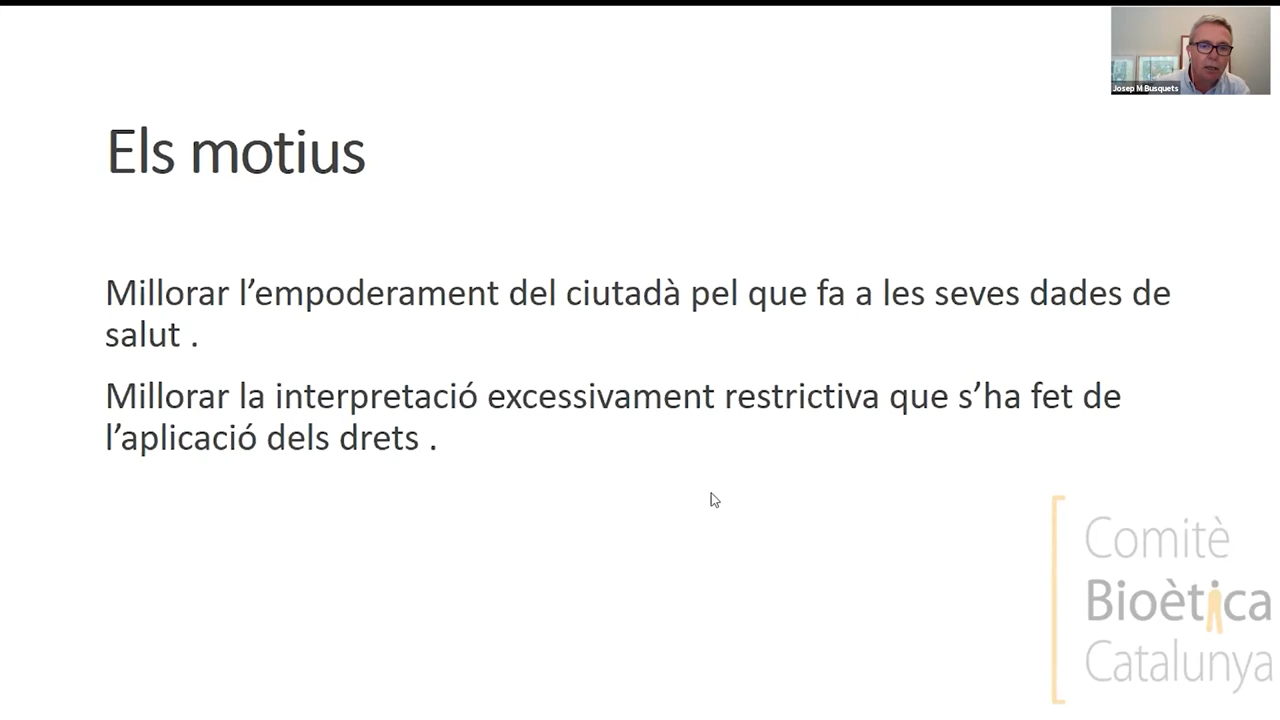 Josep M Busquets
Els motius
Millorar l’empoderament del ciutadà pel que fa a les seves dades de
salut .
Millorar la interpretació excessivament restrictiva que s’ha fet de
l’aplicació dels drets .
Comitè
Bioètica
Catalunya